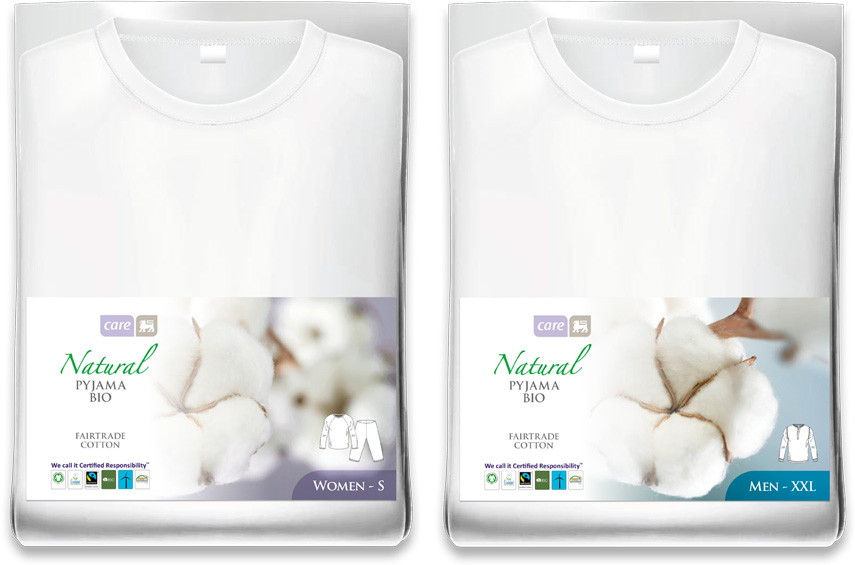 care
Natural
PYJAMA
BIO
FAIRTRADE
COTTON
We call it Certified Responsibility™
WOMEN - S
care
Natural
PYJAMA
BIO
FAIRTRADE
COTTON
We call it Certified Responsibility™
MEN - XXL